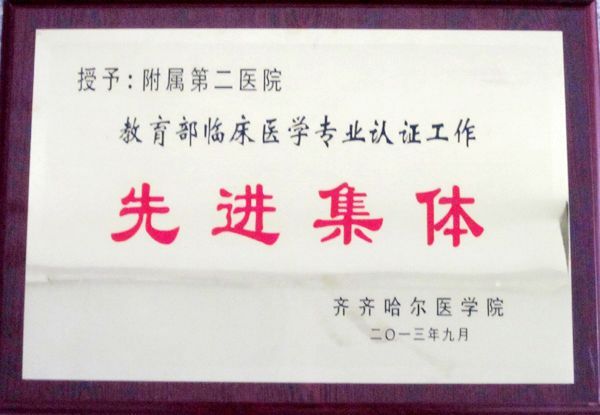 授予:附属第二医院
教育部临床医学专业认证工作
先进集体
齐齐哈尔医学院
二〇一三年九月